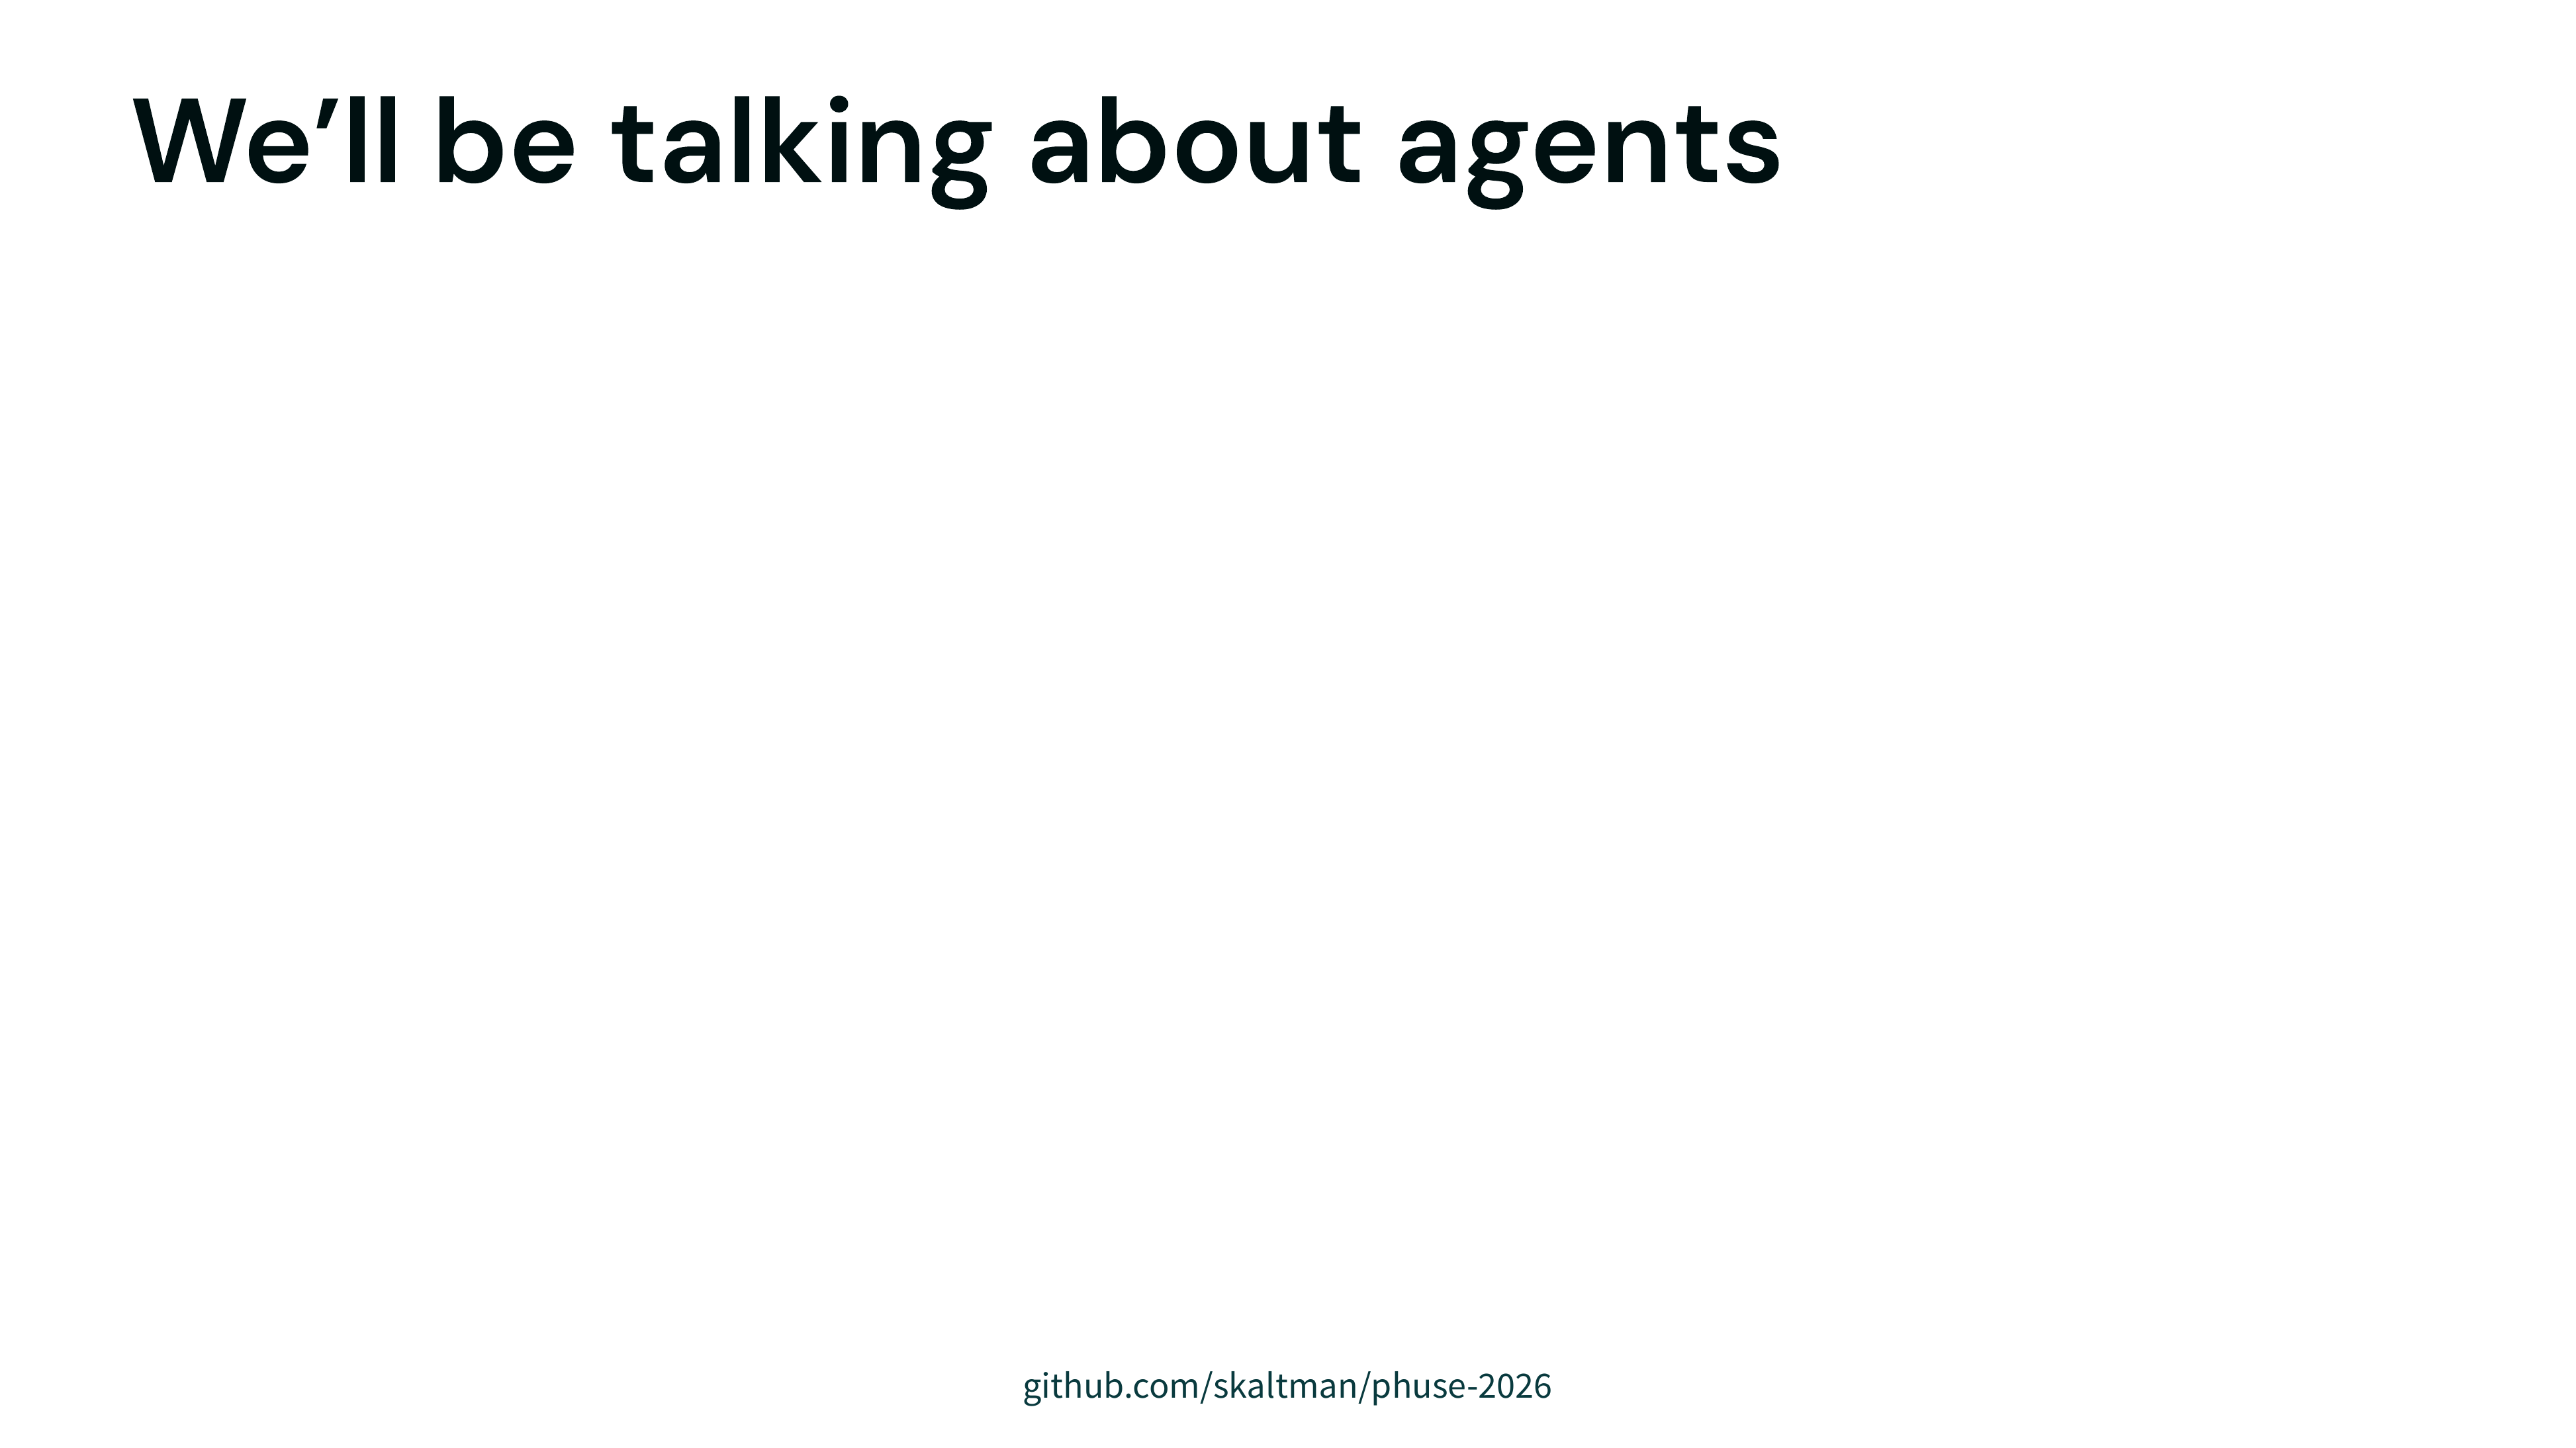 We’ll be talking about agents
github.com/skaltman/phuse-2026